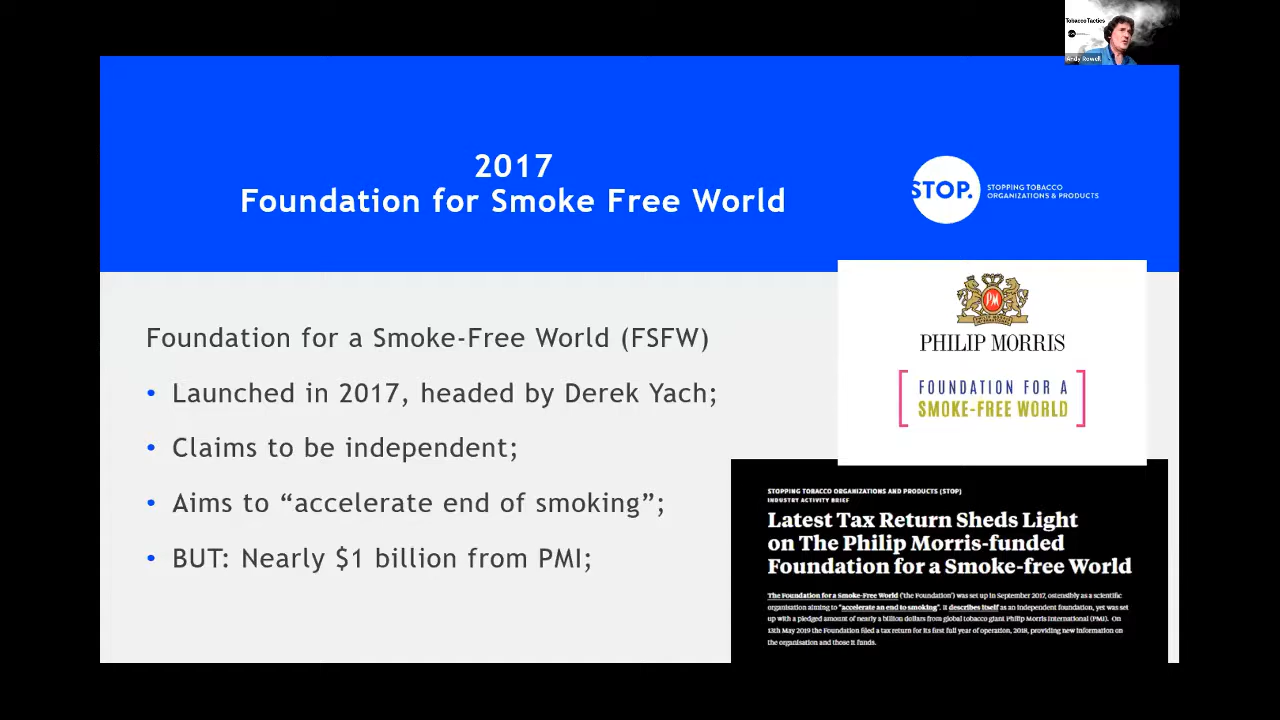 TobaccoTactics
Andy Rowell
2017
Foundation for Smoke Free World
STOP.
STOPPING TOBACCO
ORGANIZATIONS & PRODUCTS
PM
PHILIP MORRIS
FOUNDATION FOR A
SMOKE-FREE WORLD
Foundation for a Smoke-Free World (FSFW)
• Launched in 2017, headed by Derek Yach;
• Claims to be independent;
• Aims to “accelerate end of smoking”;
• BUT: Nearly $1 billion from PMI;
STOPPING TOBACCO ORGANIZATIONS AND PRODUCTS (STOP)
INDUSTRY ACTIVITY BRIEF
Latest Tax Return Sheds Light
on The Philip Morris-funded
Foundation for a Smoke-free World
The Foundation for a Smoke-Free World (‘the Foundation’) was set up in September 2017, ostensibly as a scientific
organisation aiming to “accelerate an end to smoking”. It describes itself as an independent foundation, yet was set
up with a pledged amount of nearly a billion dollars from global tobacco giant Philip Morris International (PMI). On
13th May 2019 the Foundation filed a tax return for its first full year of operation, 2018, providing new information on
the organisation and those it funds.